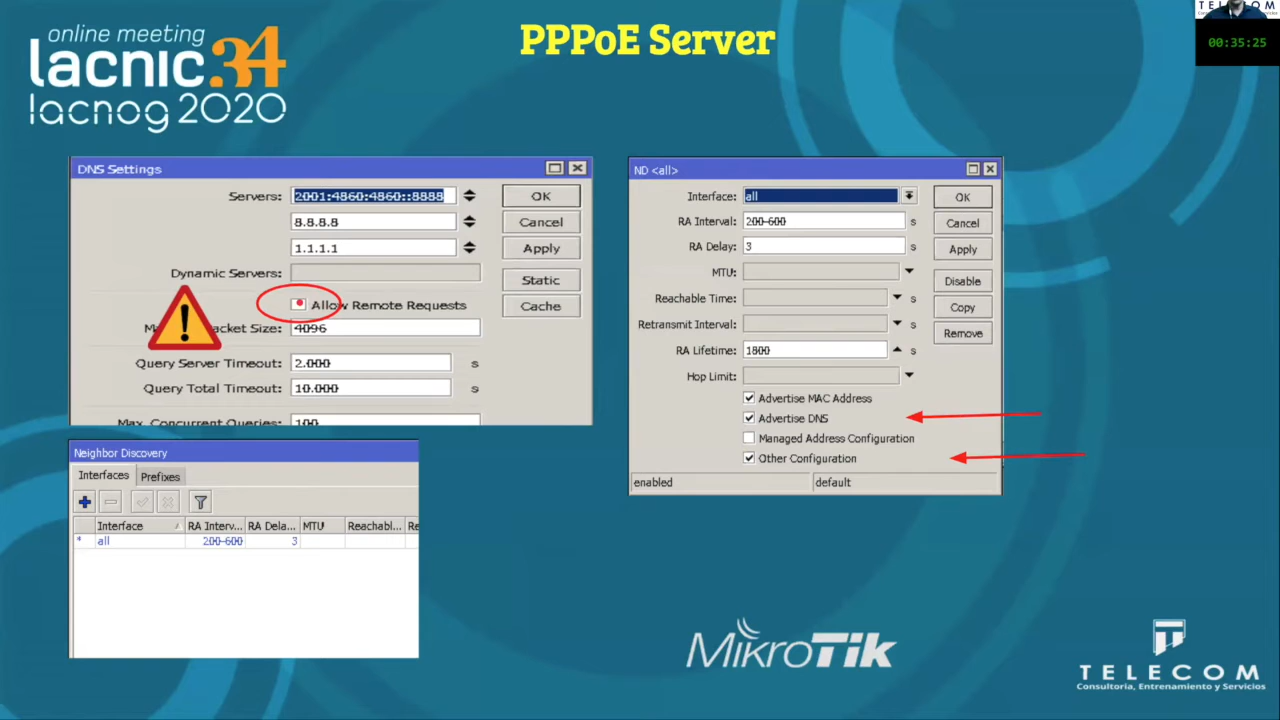 online meeting
lacnic.34
lacnog 2020
PPPoE Server
TELECOM
00:35:25
DNS Settings
Servers: 2001:4860:4860::8888
8.8.8.8
1.1.1.1
Dynamic Servers:
Allow Remote Requests
acket Size: 4096
Query Server Timeout: 2.000 s
Query Total Timeout: 10.000 s
Max. Concurrent Queries: 100
OK
Cancel
Apply
Static
Cache
ND <all>
Interface: all
RA Interval: 200-600 s
RA Delay: 3 s
MTU:
Reachable Time: s
Retransmit Interval: s
RA Lifetime: 1800 s
Hop Limit:
Advertise MAC Address
Advertise DNS
Managed Address Configuration
Other Configuration
enabled default
OK
Cancel
Apply
Disable
Copy
Remove
Neighbor Discovery
Interfaces Prefixes
Interface RA Interv... RA Dela... MTU Reachabl... Re
* all 200-600 3
MikroTik
TELECOM
Consultoria, Entrenamiento y Servicios